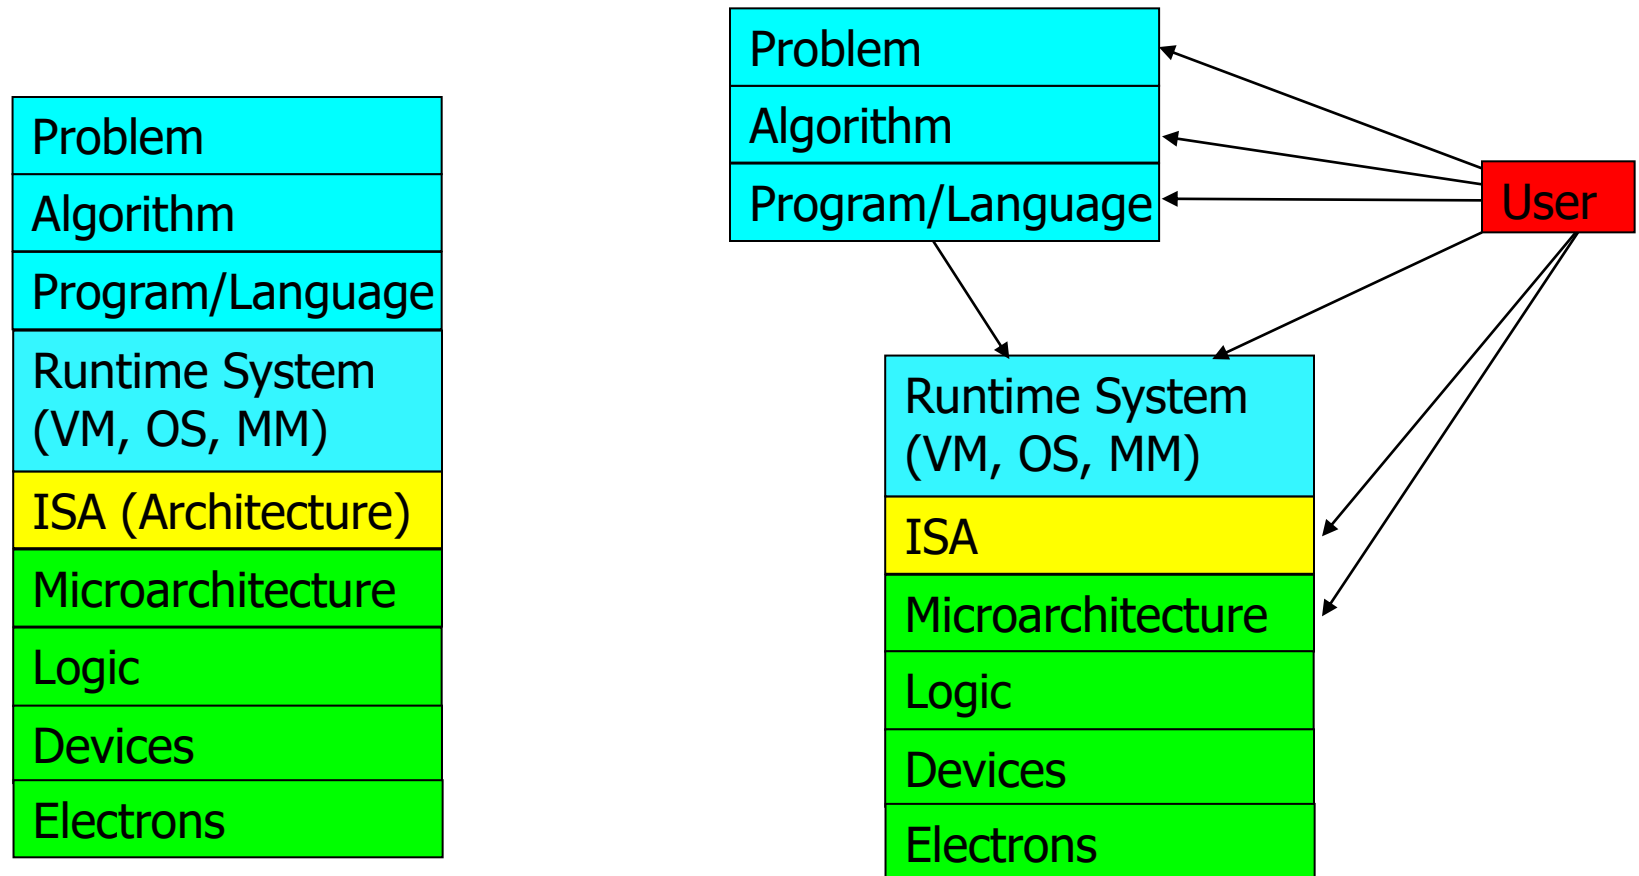 Problem
Algorithm
Program/Language
Runtime System
(VM, OS, MM)
ISA (Architecture)
Microarchitecture
Logic
Devices
Electrons
Problem
Algorithm
Program/Language
User
Runtime System
(VM, OS, MM)
ISA
Microarchitecture
Logic
Devices
Electrons